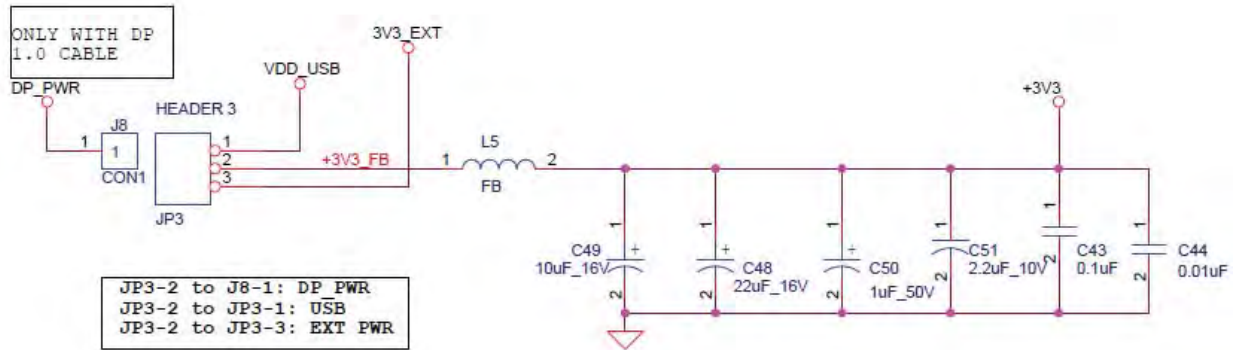 ONLY WITH DP
1.0 CABLE
DP_PWR
3V3_EXT
VDD_USB
HEADER 3
J8
1
1
CON1
1
2
3
JP3
+3V3_FB
1
L5
2
FB
+3V3
1
C49
10uF_16V
+
2
1
C48
22uF_16V
+
2
1
C50
1uF_50V
+
2
1
C51
2.2uF_10V
2
1
C43
0.1uF
2
1
C44
0.01uF
2
JP3-2 to J8-1: DP_PWR
JP3-2 to JP3-1: USB
JP3-2 to JP3-3: EXT PWR